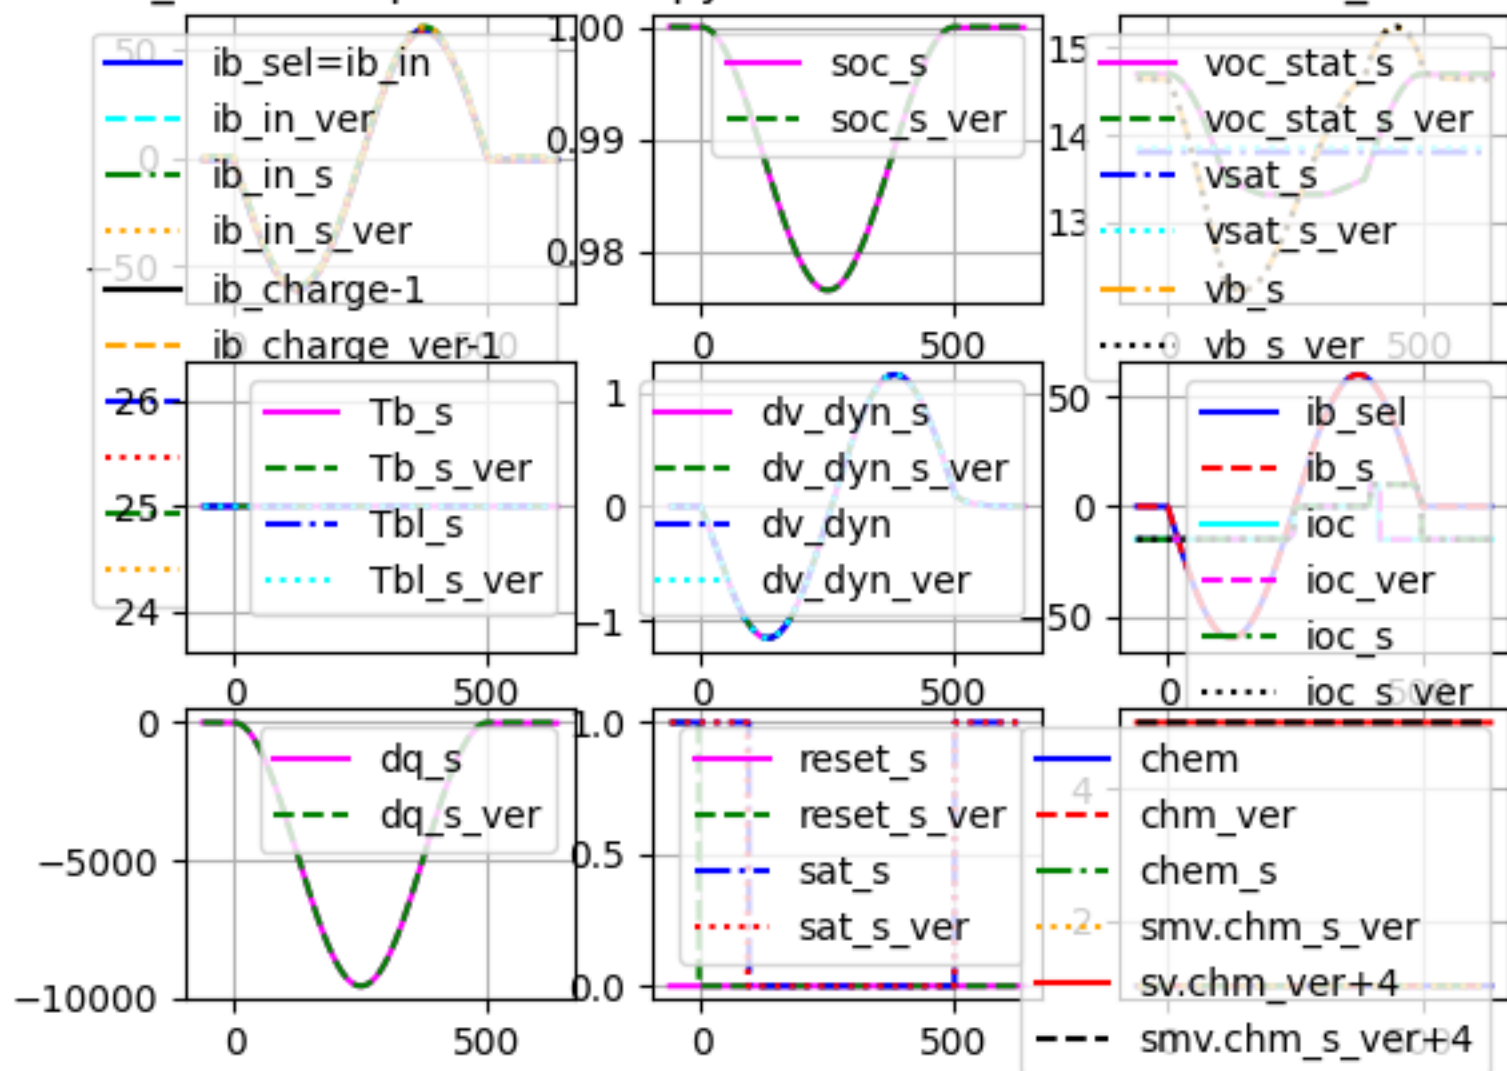 50
0
−50
ib_sel=ib_in
ib_in_ver
ib_in_s
ib_in_s_ver
ib_charge-1
ib_charge_ver-1
500
1.00
0.99
0.98
soc_s
soc_s_ver
0
500
15
14
13
voc_stat_s
voc_stat_s_ver
vsat_s
vsat_s_ver
vb_s
vb_s_ver
0
500
26
25
24
Tb_s
Tb_s_ver
Tbl_s
Tbl_s_ver
0
500
1
0
−1
dv_dyn_s
dv_dyn_s_ver
dv_dyn
dv_dyn_ver
0
500
50
0
−50
ib_sel
ib_s
ioc
ioc_ver
ioc_s
ioc_s_ver
0
500
0
−5000
−10000
dq_s
dq_s_ver
0
500
1.0
0.5
0.0
reset_s
reset_s_ver
sat_s
sat_s_ver
0
500
4
2
chem
chm_ver
chem_s
smv.chm_s_ver
sv.chm_ver+4
smv.chm_s_ver+4